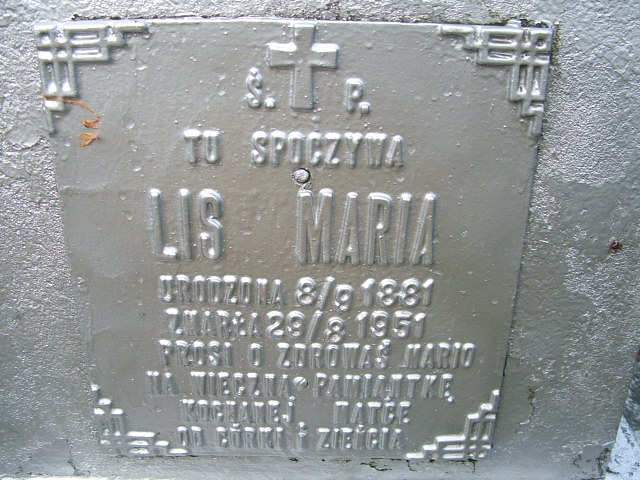 Ś. P.
TU SPOCZYWA
LIS MARIA
URODZONA 8/9 1881
ZMARŁA 29/8 1951
PROSI O ZDROWAŚ MARIO
NA WIECZNĄ PAMIĄTKĘ
KOCHANEJ MATCE
OD CÓRKI I ZIĘCIA